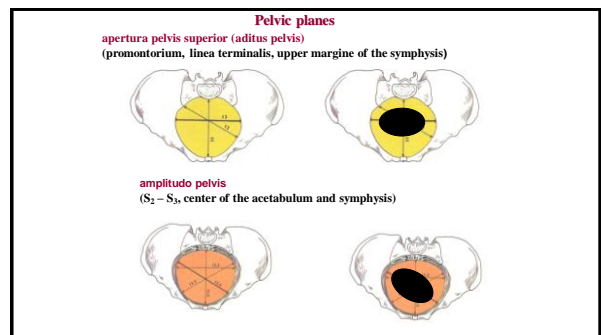 Pelvic planes
apertura pelvis superior (aditus pelvis)
(promontorium, linea terminalis, upper margine of the symphysis)
amplitudo pelvis
(S₂ – S₃, center of the acetabulum and symphysis)